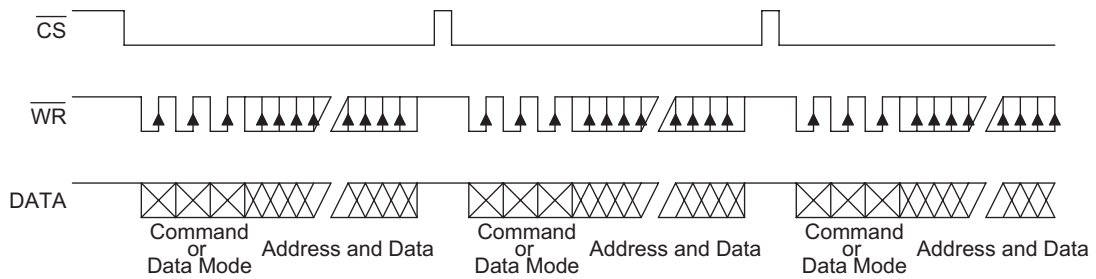 CS
WR
DATA
Command
or
Data Mode
Address and Data
Command
or
Data Mode
Address and Data
Command
or
Data Mode
Address and Data